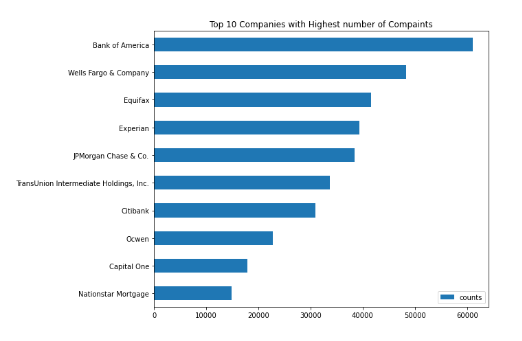 Top 10 Companies with Highest number of Compaints
Bank of America
Wells Fargo & Company
Equifax
Experian
JPMorgan Chase & Co.
TransUnion Intermediate Holdings, Inc.
Citibank
Ocwen
Capital One
Nationstar Mortgage
counts
0 10000 20000 30000 40000 50000 60000